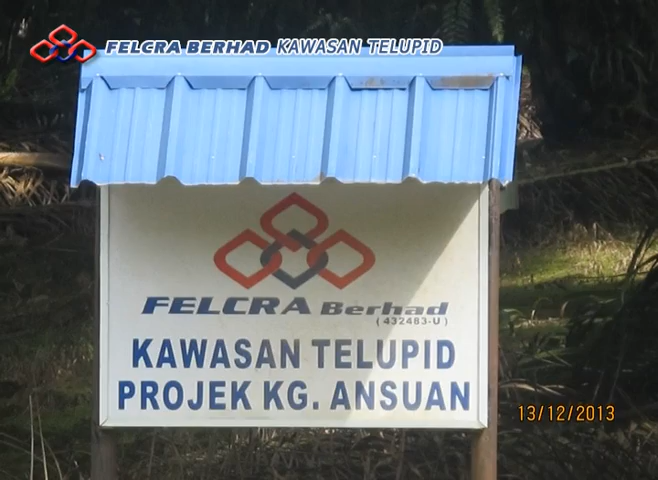 FELCRA BERHAD KAWASAN TELUPID
FELCRA Berhad
(432483-U)
KAWASAN TELUPID
PROJEK KG. ANSUAN
13/12/2013